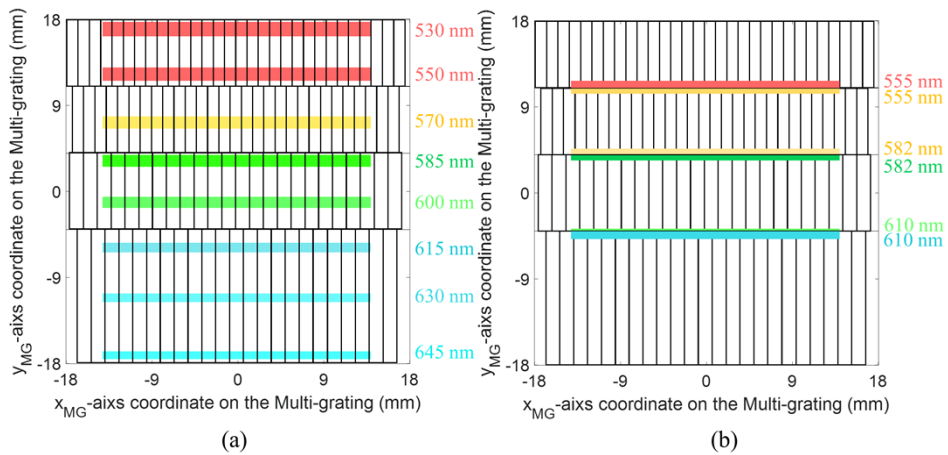 18
9
0
-9
-18
y_MG-aixs coordinate on the Multi-grating (mm)
530 nm
550 nm
570 nm
585 nm
600 nm
615 nm
630 nm
645 nm
-18 -9 0 9 18
x_MG-aixs coordinate on the Multi-grating (mm)
(a)
18
9
0
-9
-18
y_MG-aixs coordinate on the Multi-grating (mm)
555 nm
555 nm
582 nm
582 nm
610 nm
610 nm
-18 -9 0 9 18
x_MG-aixs coordinate on the Multi-grating (mm)
(b)